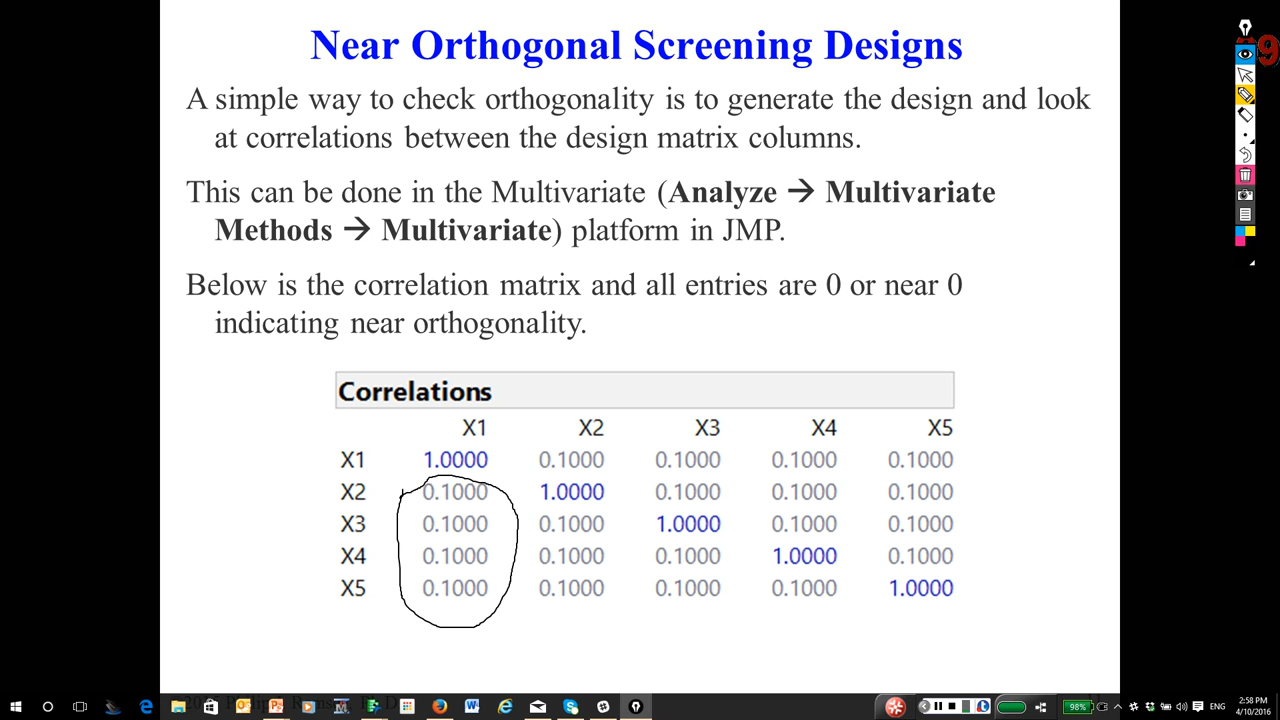 Near Orthogonal Screening Designs
A simple way to check orthogonality is to generate the design and look
at correlations between the design matrix columns.
This can be done in the Multivariate (Analyze → Multivariate
Methods → Multivariate) platform in JMP.
Below is the correlation matrix and all entries are 0 or near 0
indicating near orthogonality.
Correlations
X1 X2 X3 X4 X5
X1 1.0000 0.1000 0.1000 0.1000 0.1000
X2 0.1000 1.0000 0.1000 0.1000 0.1000
X3 0.1000 0.1000 1.0000 0.1000 0.1000
X4 0.1000 0.1000 0.1000 1.0000 0.1000
X5 0.1000 0.1000 0.1000 0.1000 1.0000
98% ENG 2:58 PM
4/10/2016